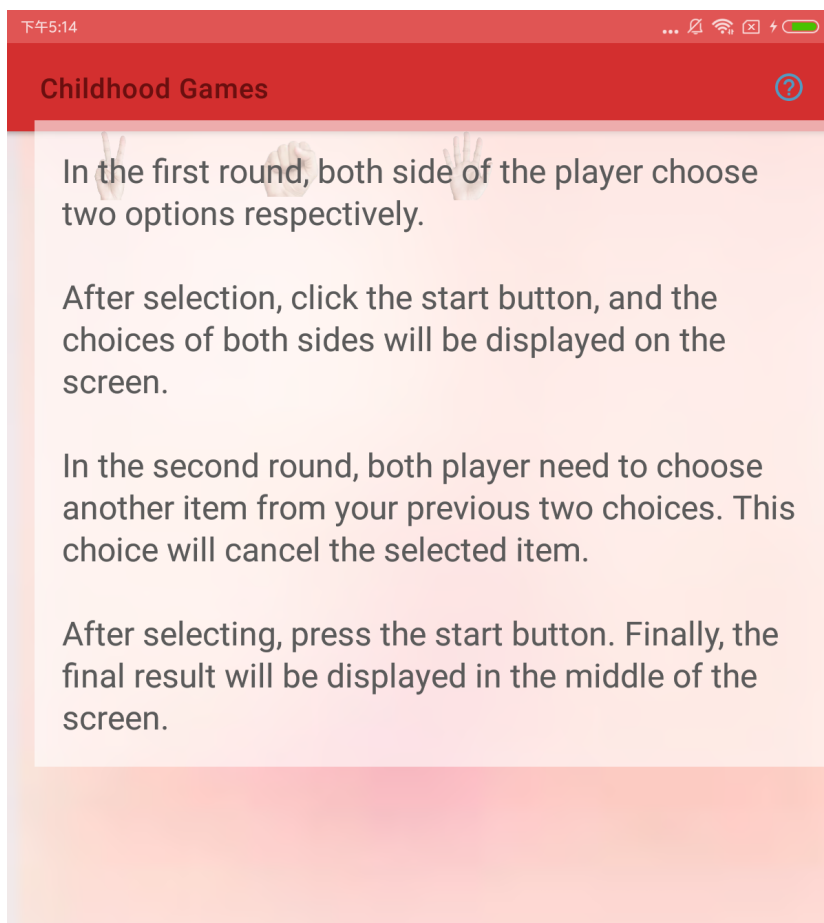 下午5:14
Childhood Games
In the first round, both side of the player choose
two options respectively.
After selection, click the start button, and the
choices of both sides will be displayed on the
screen.
In the second round, both player need to choose
another item from your previous two choices. This
choice will cancel the selected item.
After selecting, press the start button. Finally, the
final result will be displayed in the middle of the
screen.